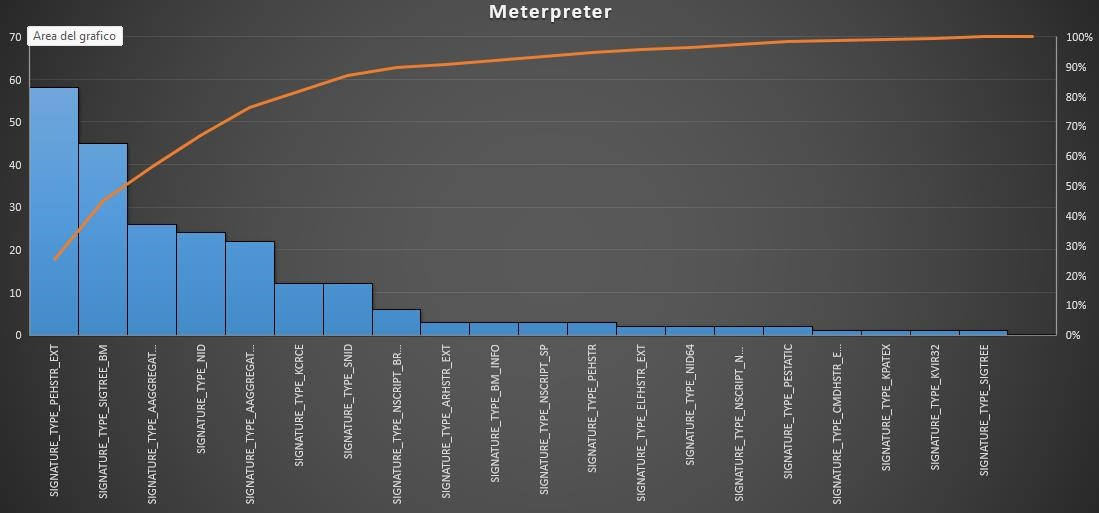 Meterpreter
Area del grafico
70
60
50
40
30
20
10
0
100%
90%
80%
70%
60%
50%
40%
30%
20%
10%
0%
SIGNATURE_TYPE_PEHSTR_EXT
SIGNATURE_TYPE_SIGTREE_BM
SIGNATURE_TYPE_AAGGREGAT...
SIGNATURE_TYPE_NID
SIGNATURE_TYPE_AAGGREGAT...
SIGNATURE_TYPE_KCRCE
SIGNATURE_TYPE_SNID
SIGNATURE_TYPE_NSCRIPT_BR...
SIGNATURE_TYPE_ARHSTR_EXT
SIGNATURE_TYPE_BM_INFO
SIGNATURE_TYPE_NSCRIPT_SP
SIGNATURE_TYPE_PEHSTR
SIGNATURE_TYPE_ELFHSTR_EXT
SIGNATURE_TYPE_NID64
SIGNATURE_TYPE_NSCRIPT_N...
SIGNATURE_TYPE_PESTATIC
SIGNATURE_TYPE_CMDHSTR_E...
SIGNATURE_TYPE_KPATEX
SIGNATURE_TYPE_KVIR32
SIGNATURE_TYPE_SIGTREE